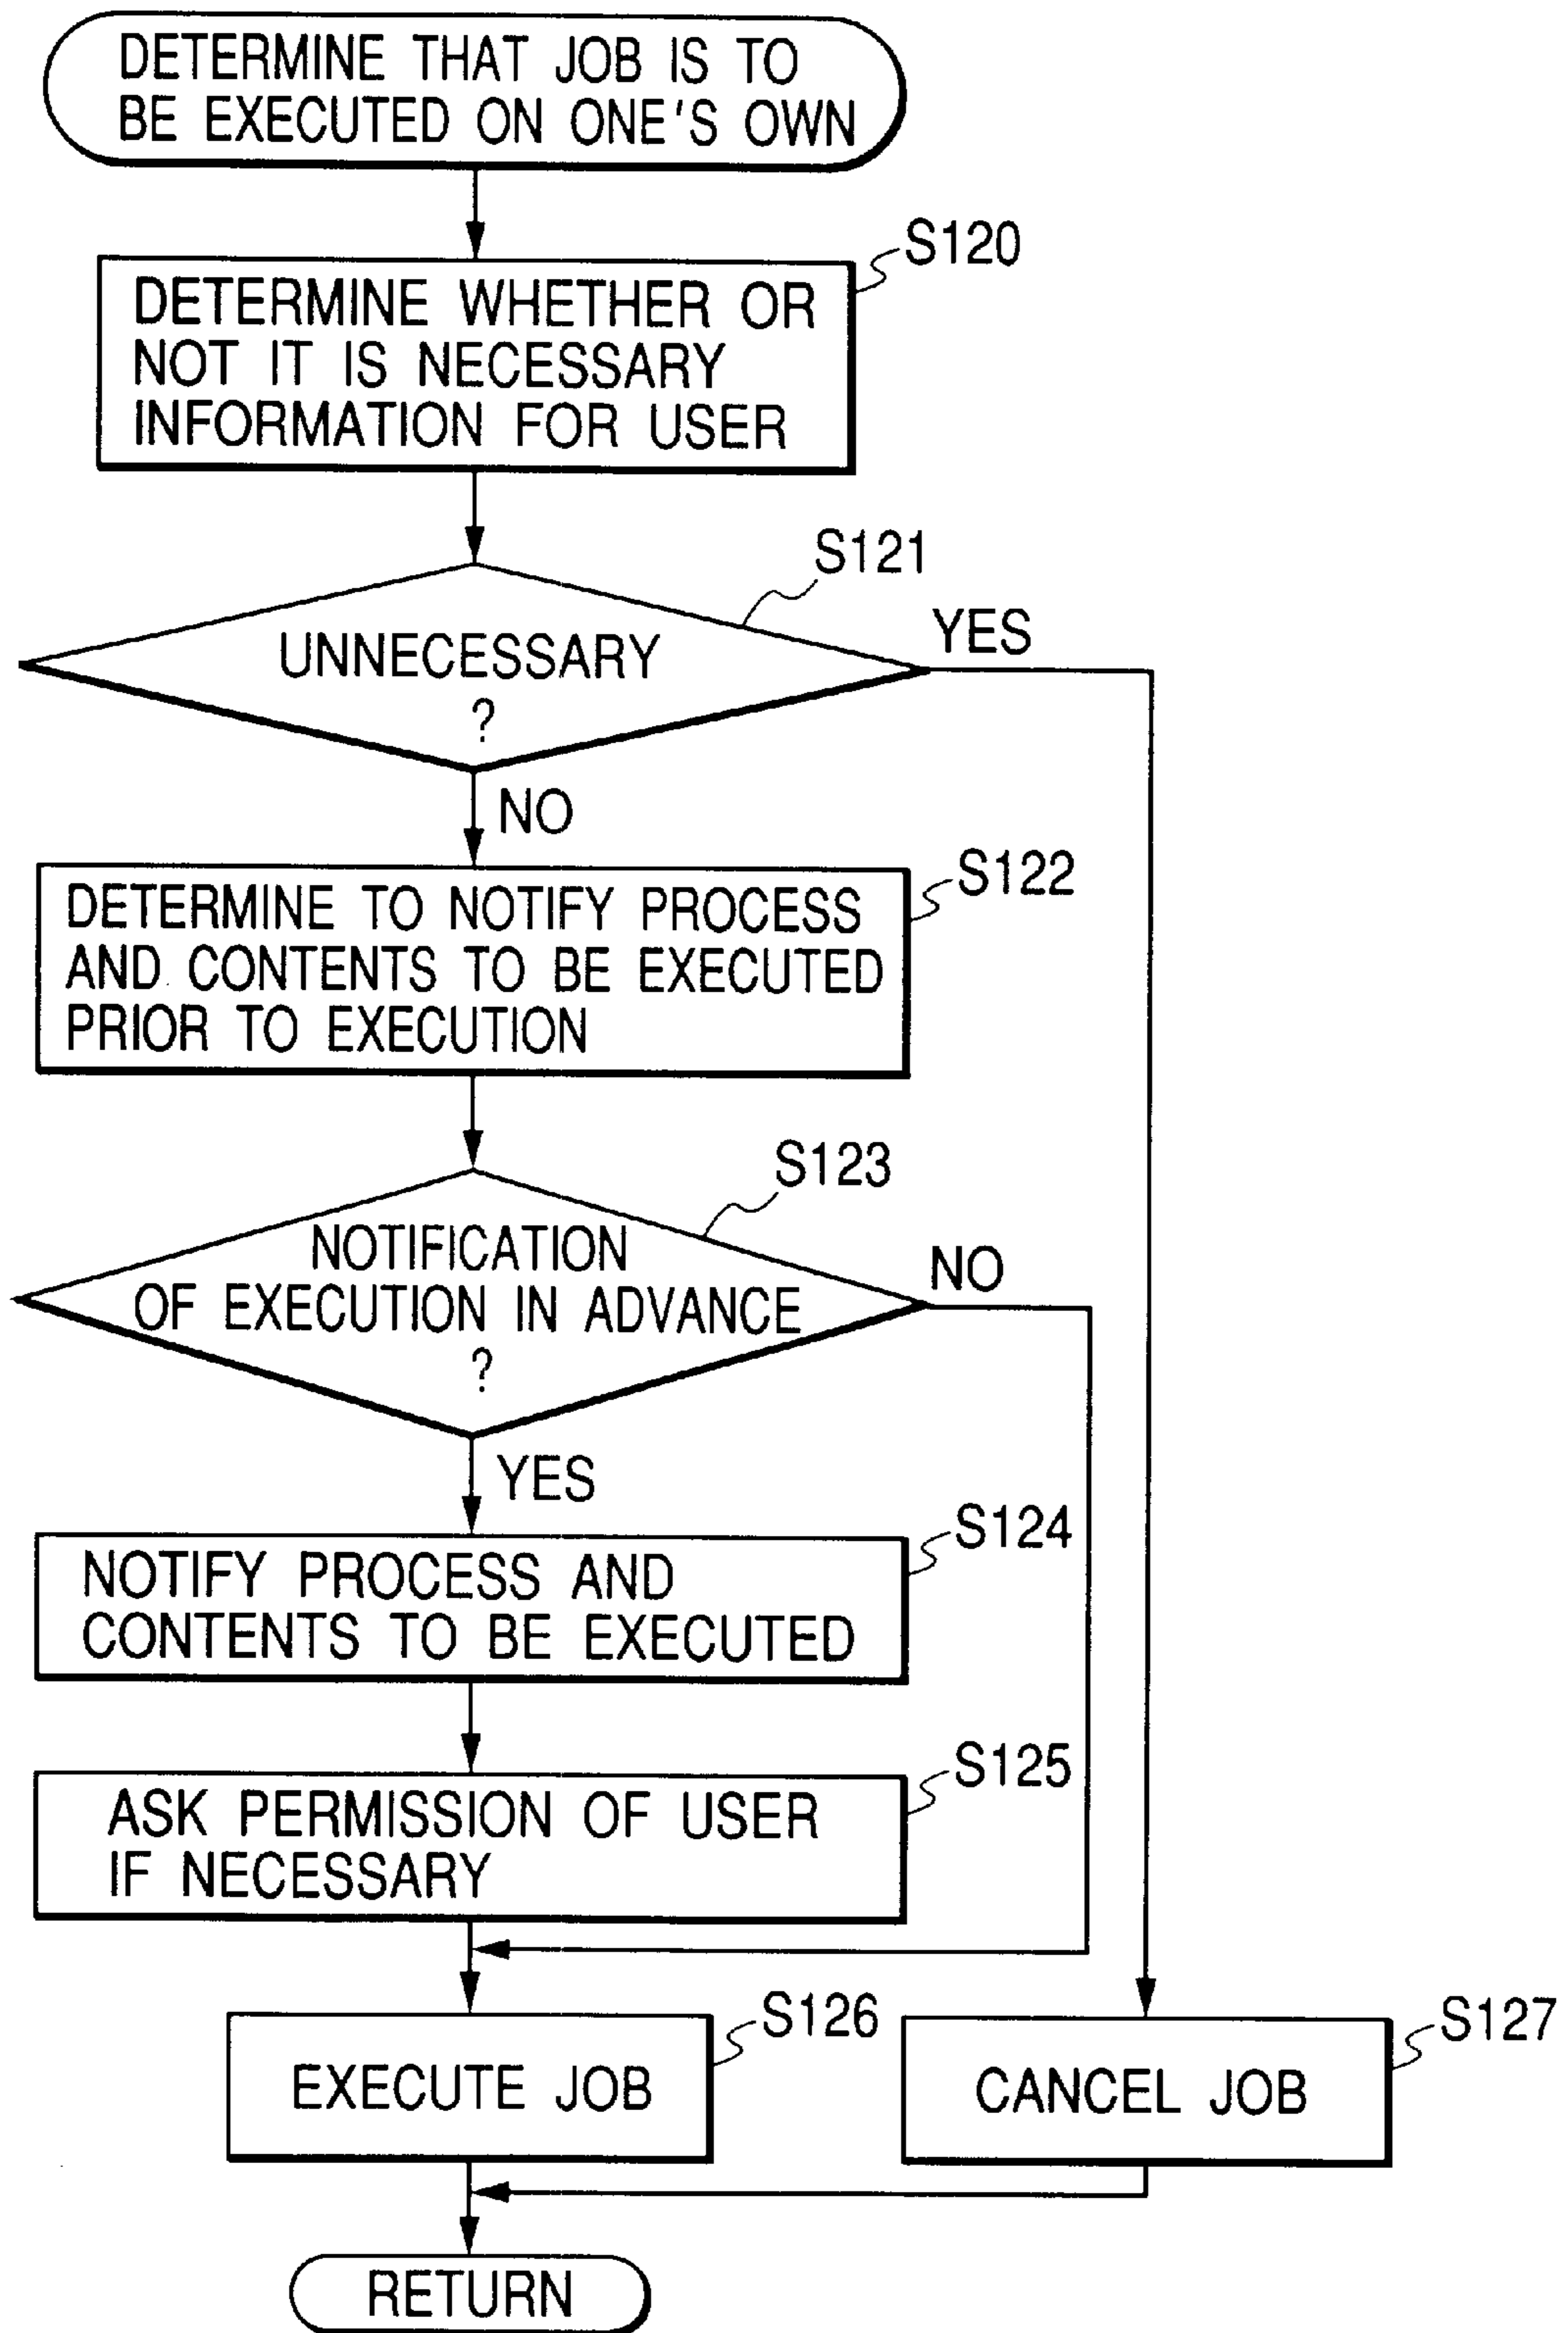 DETERMINE THAT JOB IS TO
BE EXECUTED ON ONE'S OWN
S120
DETERMINE WHETHER OR
NOT IT IS NECESSARY
INFORMATION FOR USER
S121
UNNECESSARY
?
YES
NO
S122
DETERMINE TO NOTIFY PROCESS
AND CONTENTS TO BE EXECUTED
PRIOR TO EXECUTION
S123
NOTIFICATION
OF EXECUTION IN ADVANCE
?
NO
YES
S124
NOTIFY PROCESS AND
CONTENTS TO BE EXECUTED
S125
ASK PERMISSION OF USER
IF NECESSARY
S126
EXECUTE JOB
S127
CANCEL JOB
RETURN